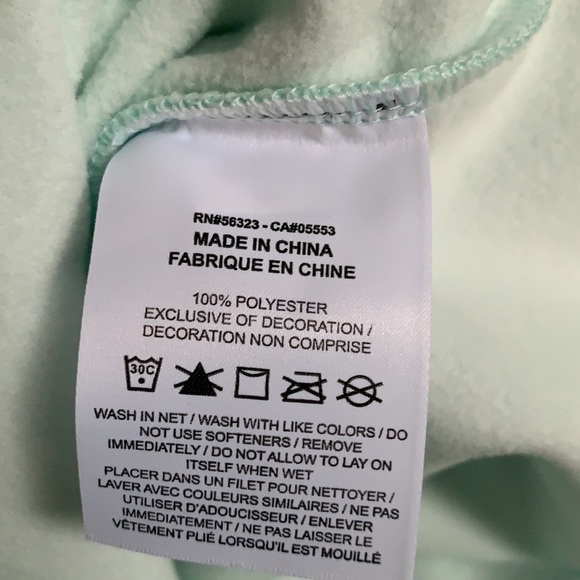 RN#56323 - CA#05553
MADE IN CHINA
FABRIQUE EN CHINE
100% POLYESTER
EXCLUSIVE OF DECORATION /
DECORATION NON COMPRISE
30C
WASH IN NET / WASH WITH LIKE COLORS / DO
NOT USE SOFTENERS / REMOVE
IMMEDIATELY / DO NOT ALLOW TO LAY ON
ITSELF WHEN WET
PLACER DANS UN FILET POUR NETTOYER /
LAVER AVEC COULEURS SIMILAIRES / NE PAS
UTILISER D'ADOUCISSEUR / ENLEVER
IMMEDIATEMENT / NE PAS LAISSER LE
VÊTEMENT PLIÉ LORSQU'IL EST MOUILLÉ